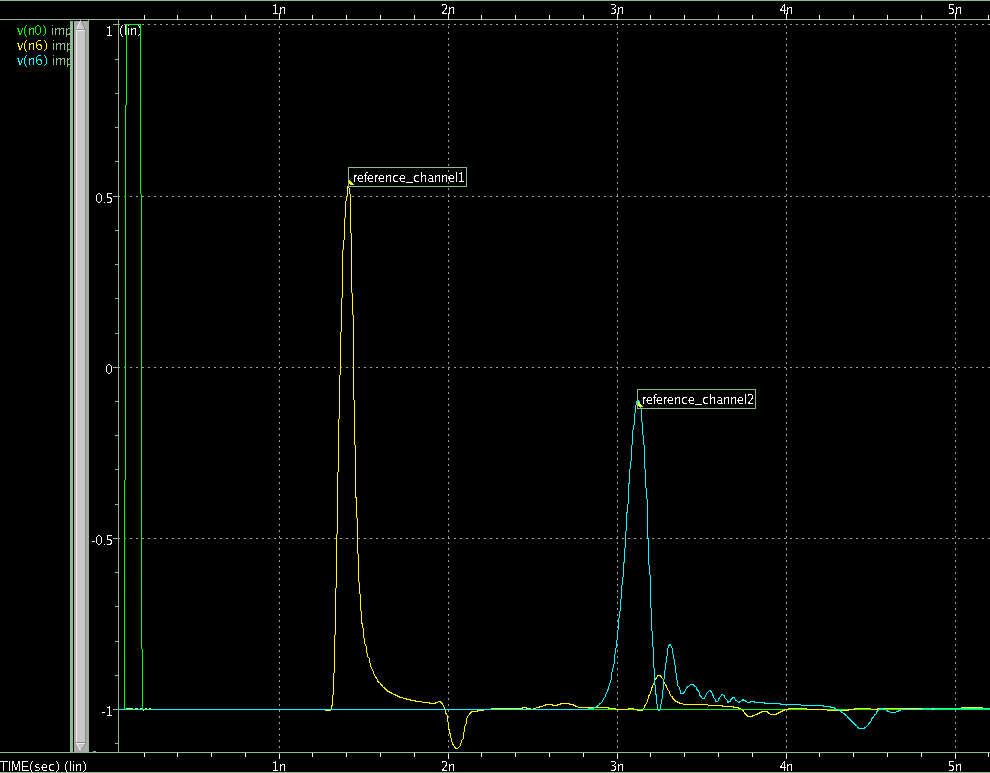 1n 2n 3n 4n 5n
v(n0) imp
v(n6) imp
v(n6) imp
1 (lin)
reference_channel1
0.5
0
reference_channel2
-0.5
-1
TIME(sec) (lin) 1n 2n 3n 4n 5n